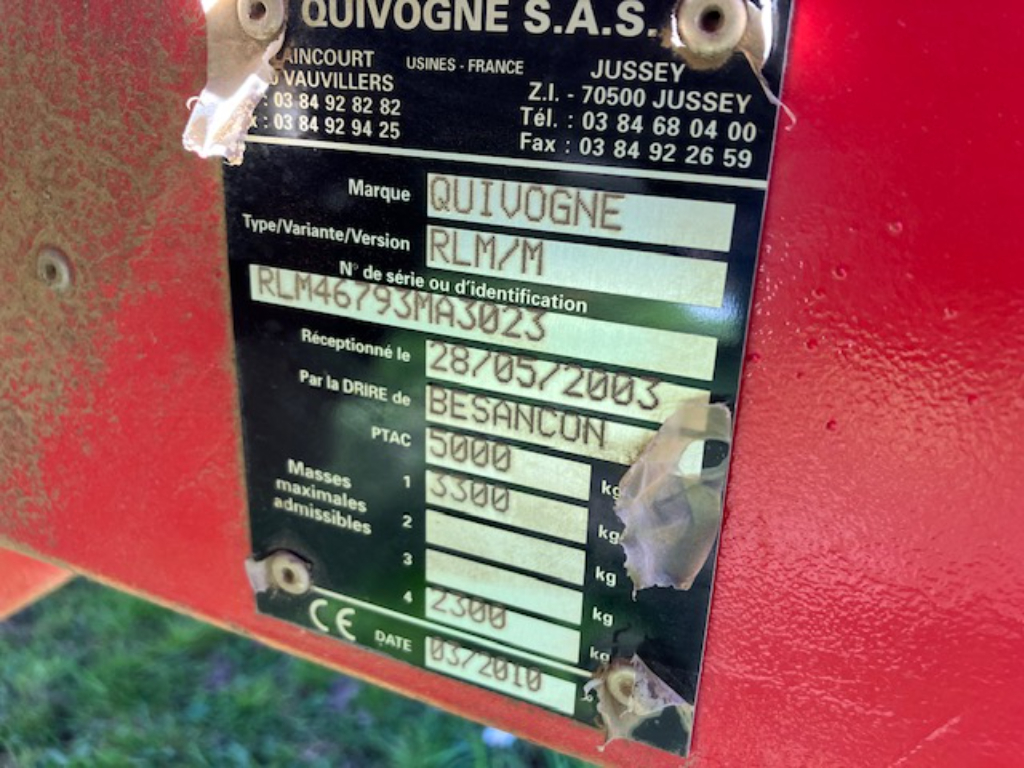 QUIVOGNE S.A.S.
AINCOURT
VAUVILLERS
: 03 84 92 82 82
: 03 84 92 94 25
USINES - FRANCE
JUSSEY
Z.I. - 70500 JUSSEY
Tél. : 03 84 68 04 00
Fax : 03 84 92 26 59
Marque QUIVOGNE
Type/Variante/Version RLM/M
N° de série ou d'identification
RLM46793MA3023
Réceptionné le 28/05/2003
Par la DRIRE de BESANCON
PTAC 5000 kg
Masses maximales admissibles
1 3300 kg
2 kg
3 kg
4 2300 kg
CE DATE 03/2010